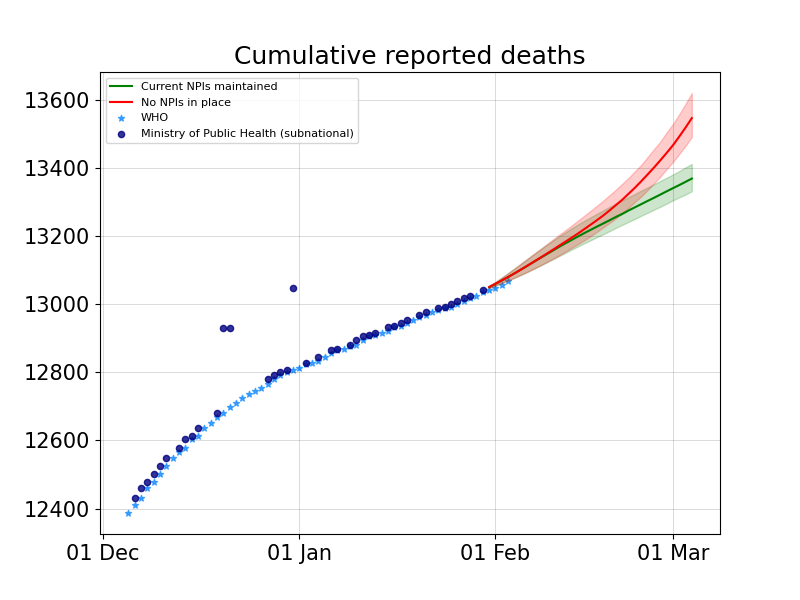 Cumulative reported deaths
Current NPIs maintained
No NPIs in place
WHO
Ministry of Public Health (subnational)
13600
13400
13200
13000
12800
12600
12400
01 Dec
01 Jan
01 Feb
01 Mar